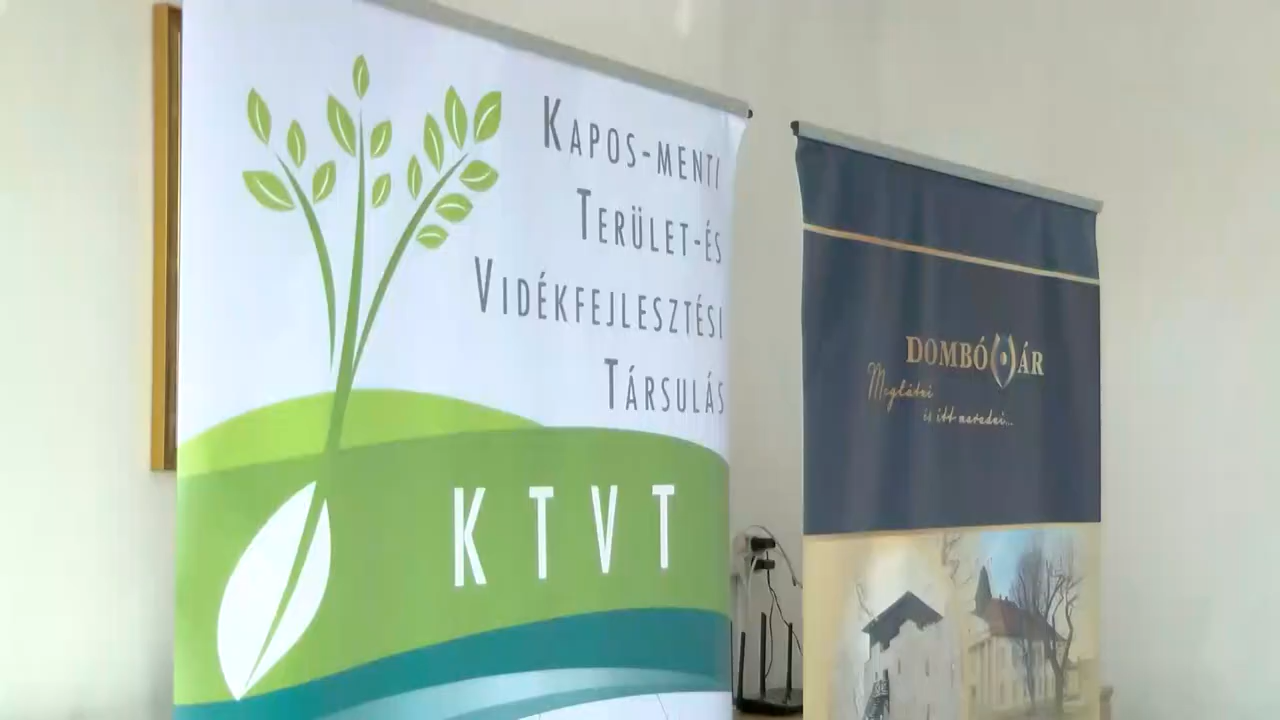 Kapos-menti
Terület-és
Vidékfejlesztési
Társulás
KTVT
DOMBÓVÁR
Meglátni
és itt maradni...